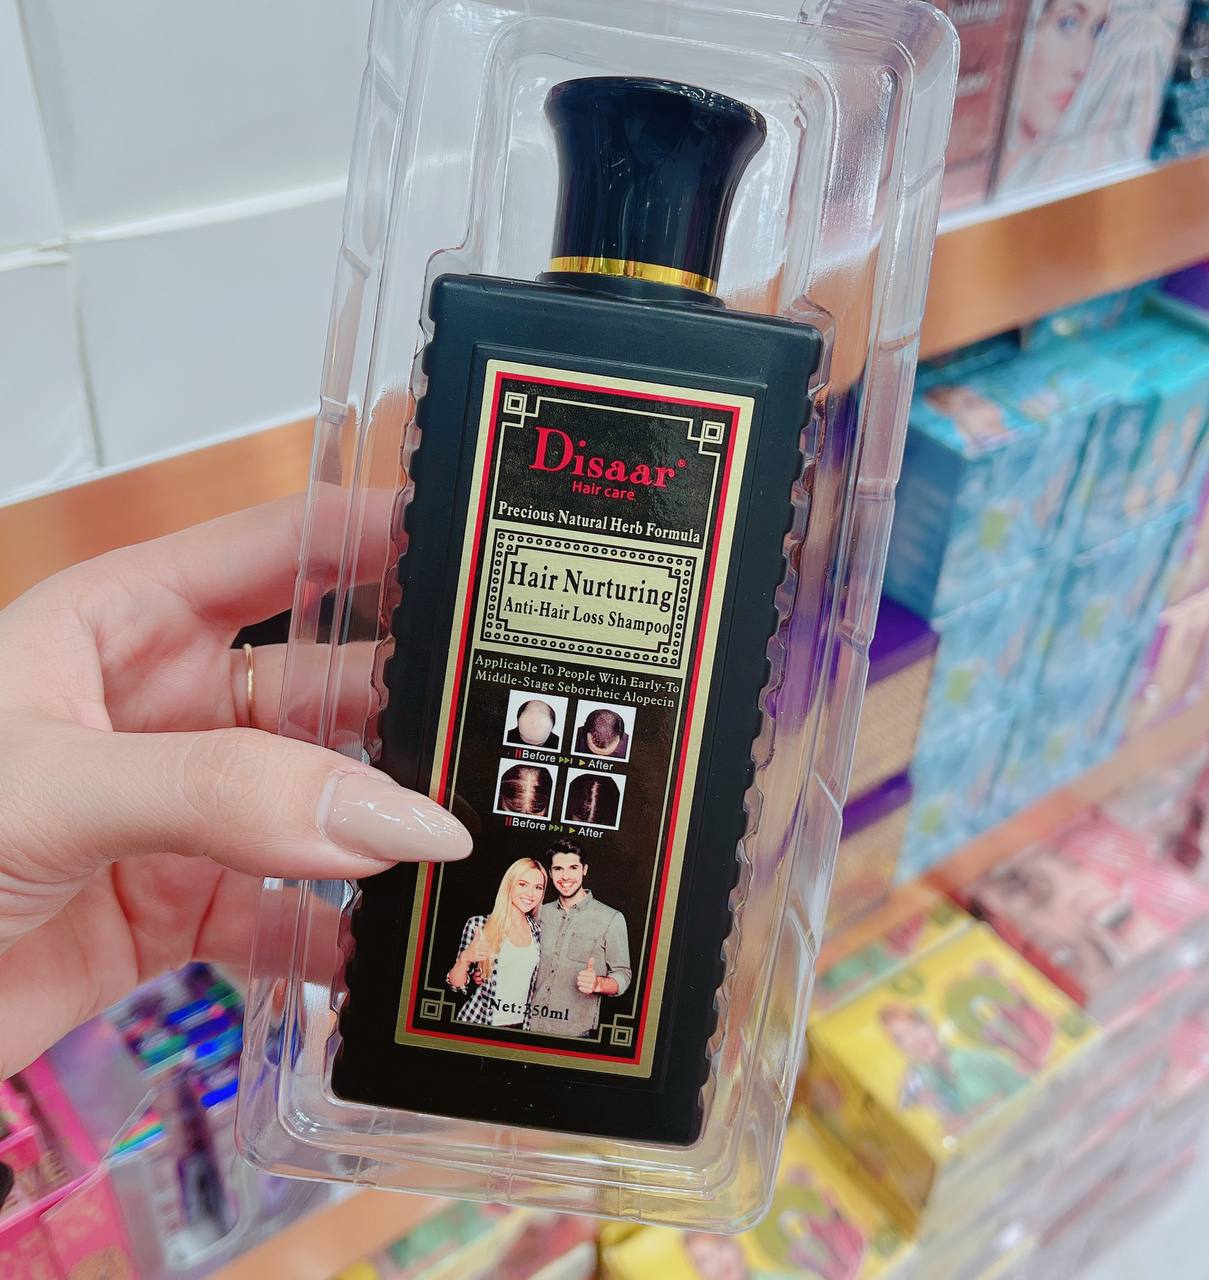 Disaar®
Hair care
Precious Natural Herb Formula
Hair Nurturing
Anti-Hair Loss Shampoo
Applicable To People With Early-To
Middle-Stage Seborrheic Alopecin
Before After
Before After
Net:250ml